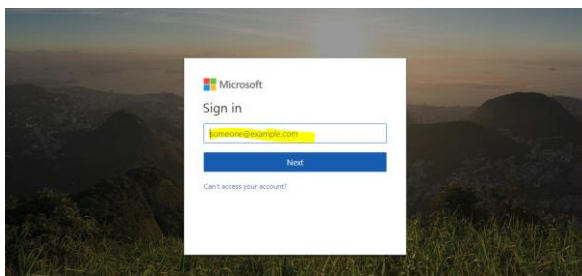 Microsoft
Sign in
someone@example.com
Next
Can't access your account?